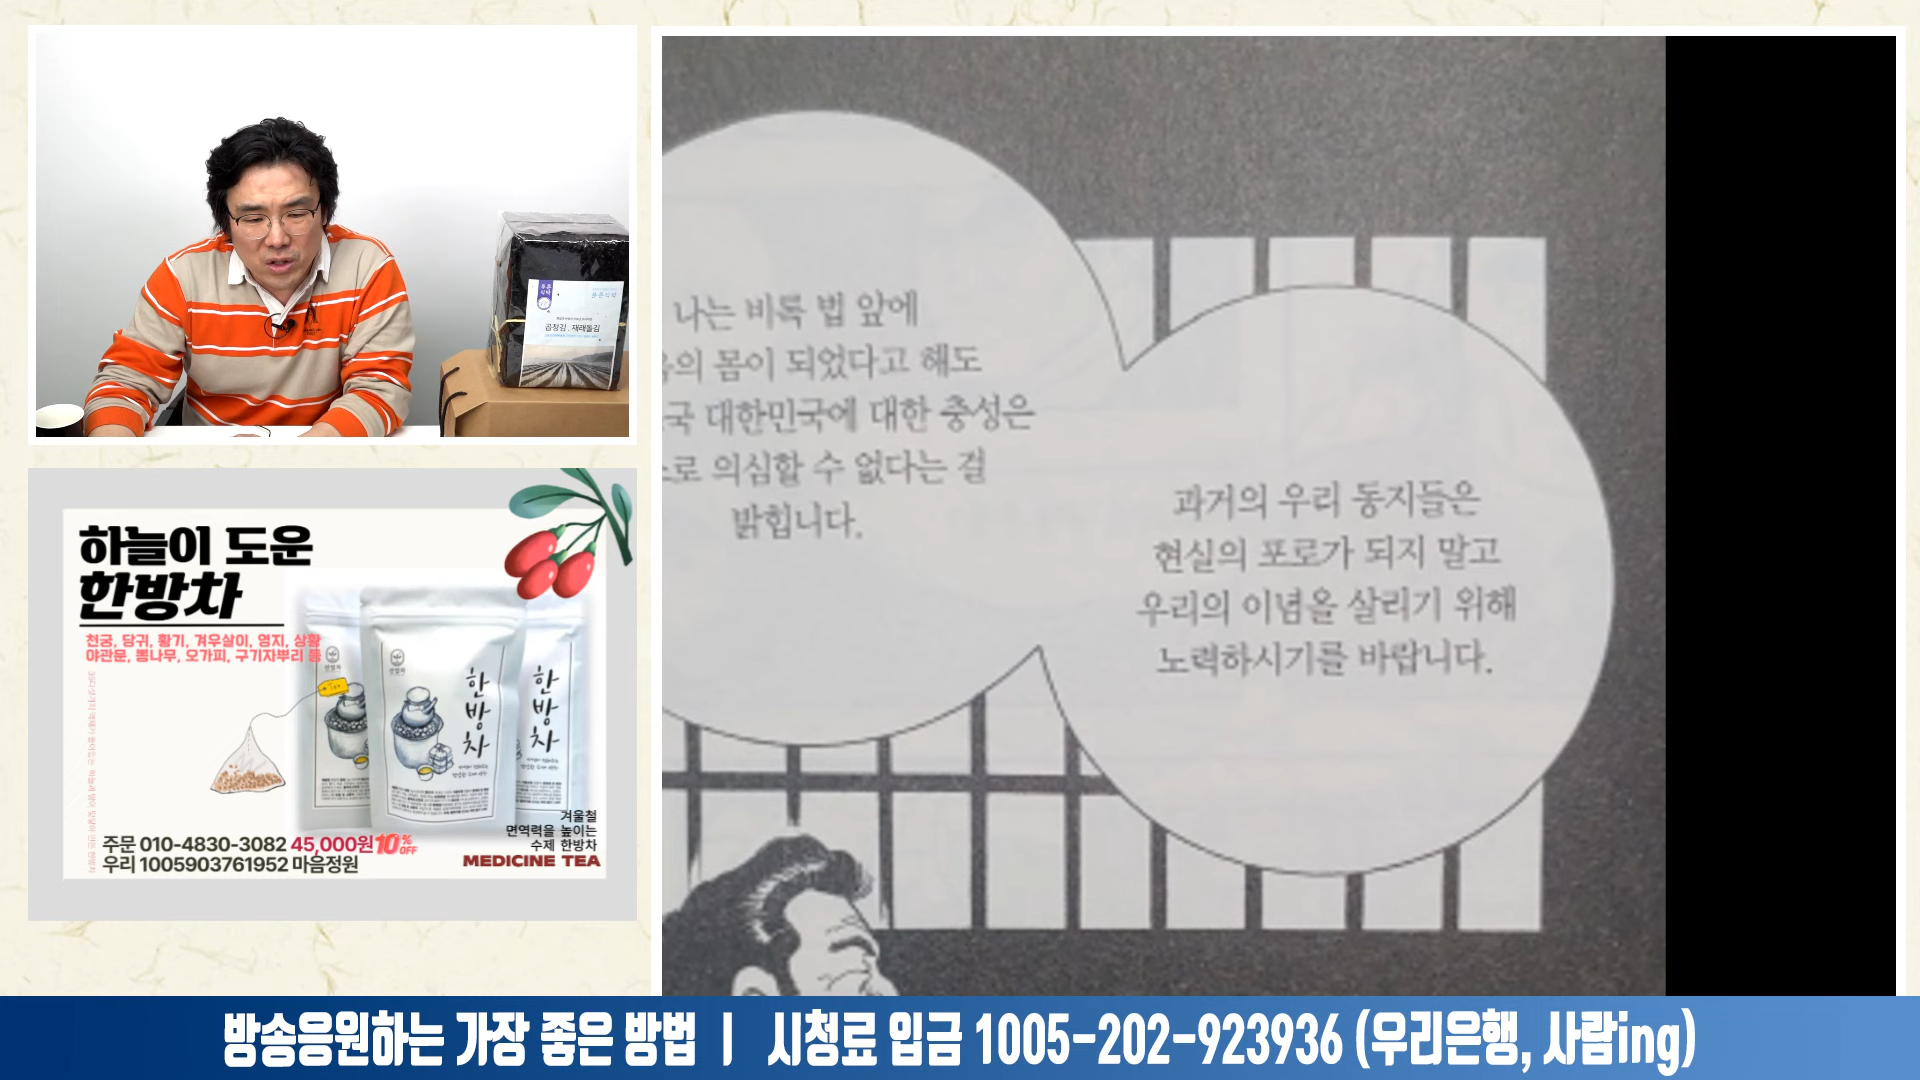 곱창김. 재래돌김
하늘이 도운
한방차
천궁, 당귀, 황기, 겨우살이, 영지, 상황
야관문, 뽕나무, 오가피, 구기자뿌리 등
한방차
한방차
주문 010-4830-3082 45,000원 10% OFF
우리 1005903761952 마음정원
겨울철
면역력을 높이는
수제 한방차
MEDICINE TEA
나는 비록 법 앞에
의 몸이 되었다고 해도
국 대한민국에 대한 충성은
로 의심할 수 없다는 걸
밝힙니다.
과거의 우리 동지들은
현실의 포로가 되지 말고
우리의 이념을 살리기 위해
노력하시기를 바랍니다.
방송응원하는 가장 좋은 방법 | 시청료 입금 1005-202-923936 (우리은행, 사람ing)